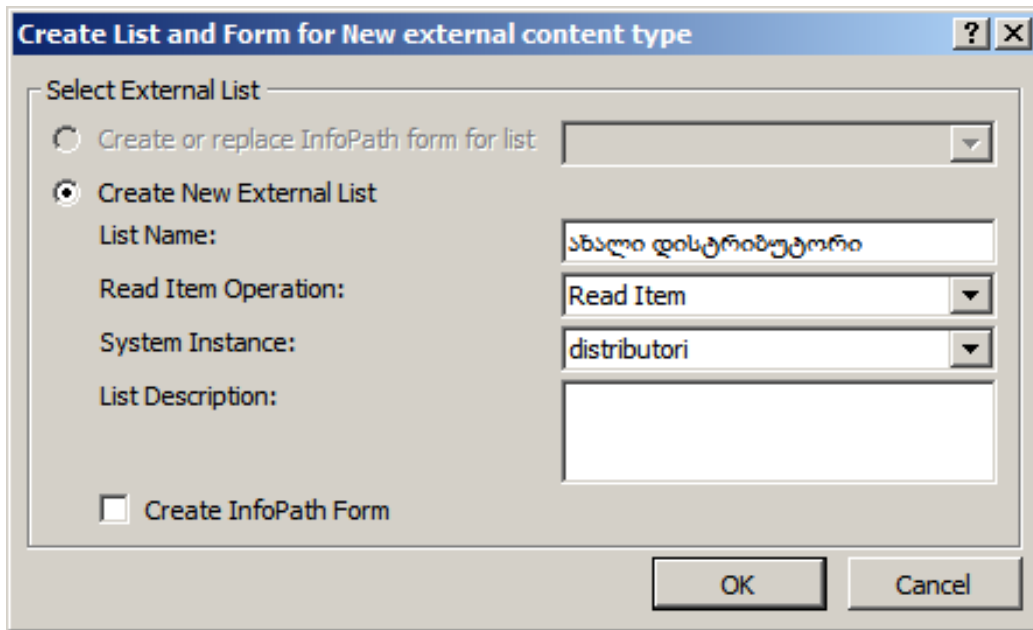 Create List and Form for New external content type
Select External List
Create or replace InfoPath form for list
Create New External List
List Name: ახალი დისტრიბუტორი
Read Item Operation: Read Item
System Instance: distributori
List Description:
Create InfoPath Form
OK Cancel